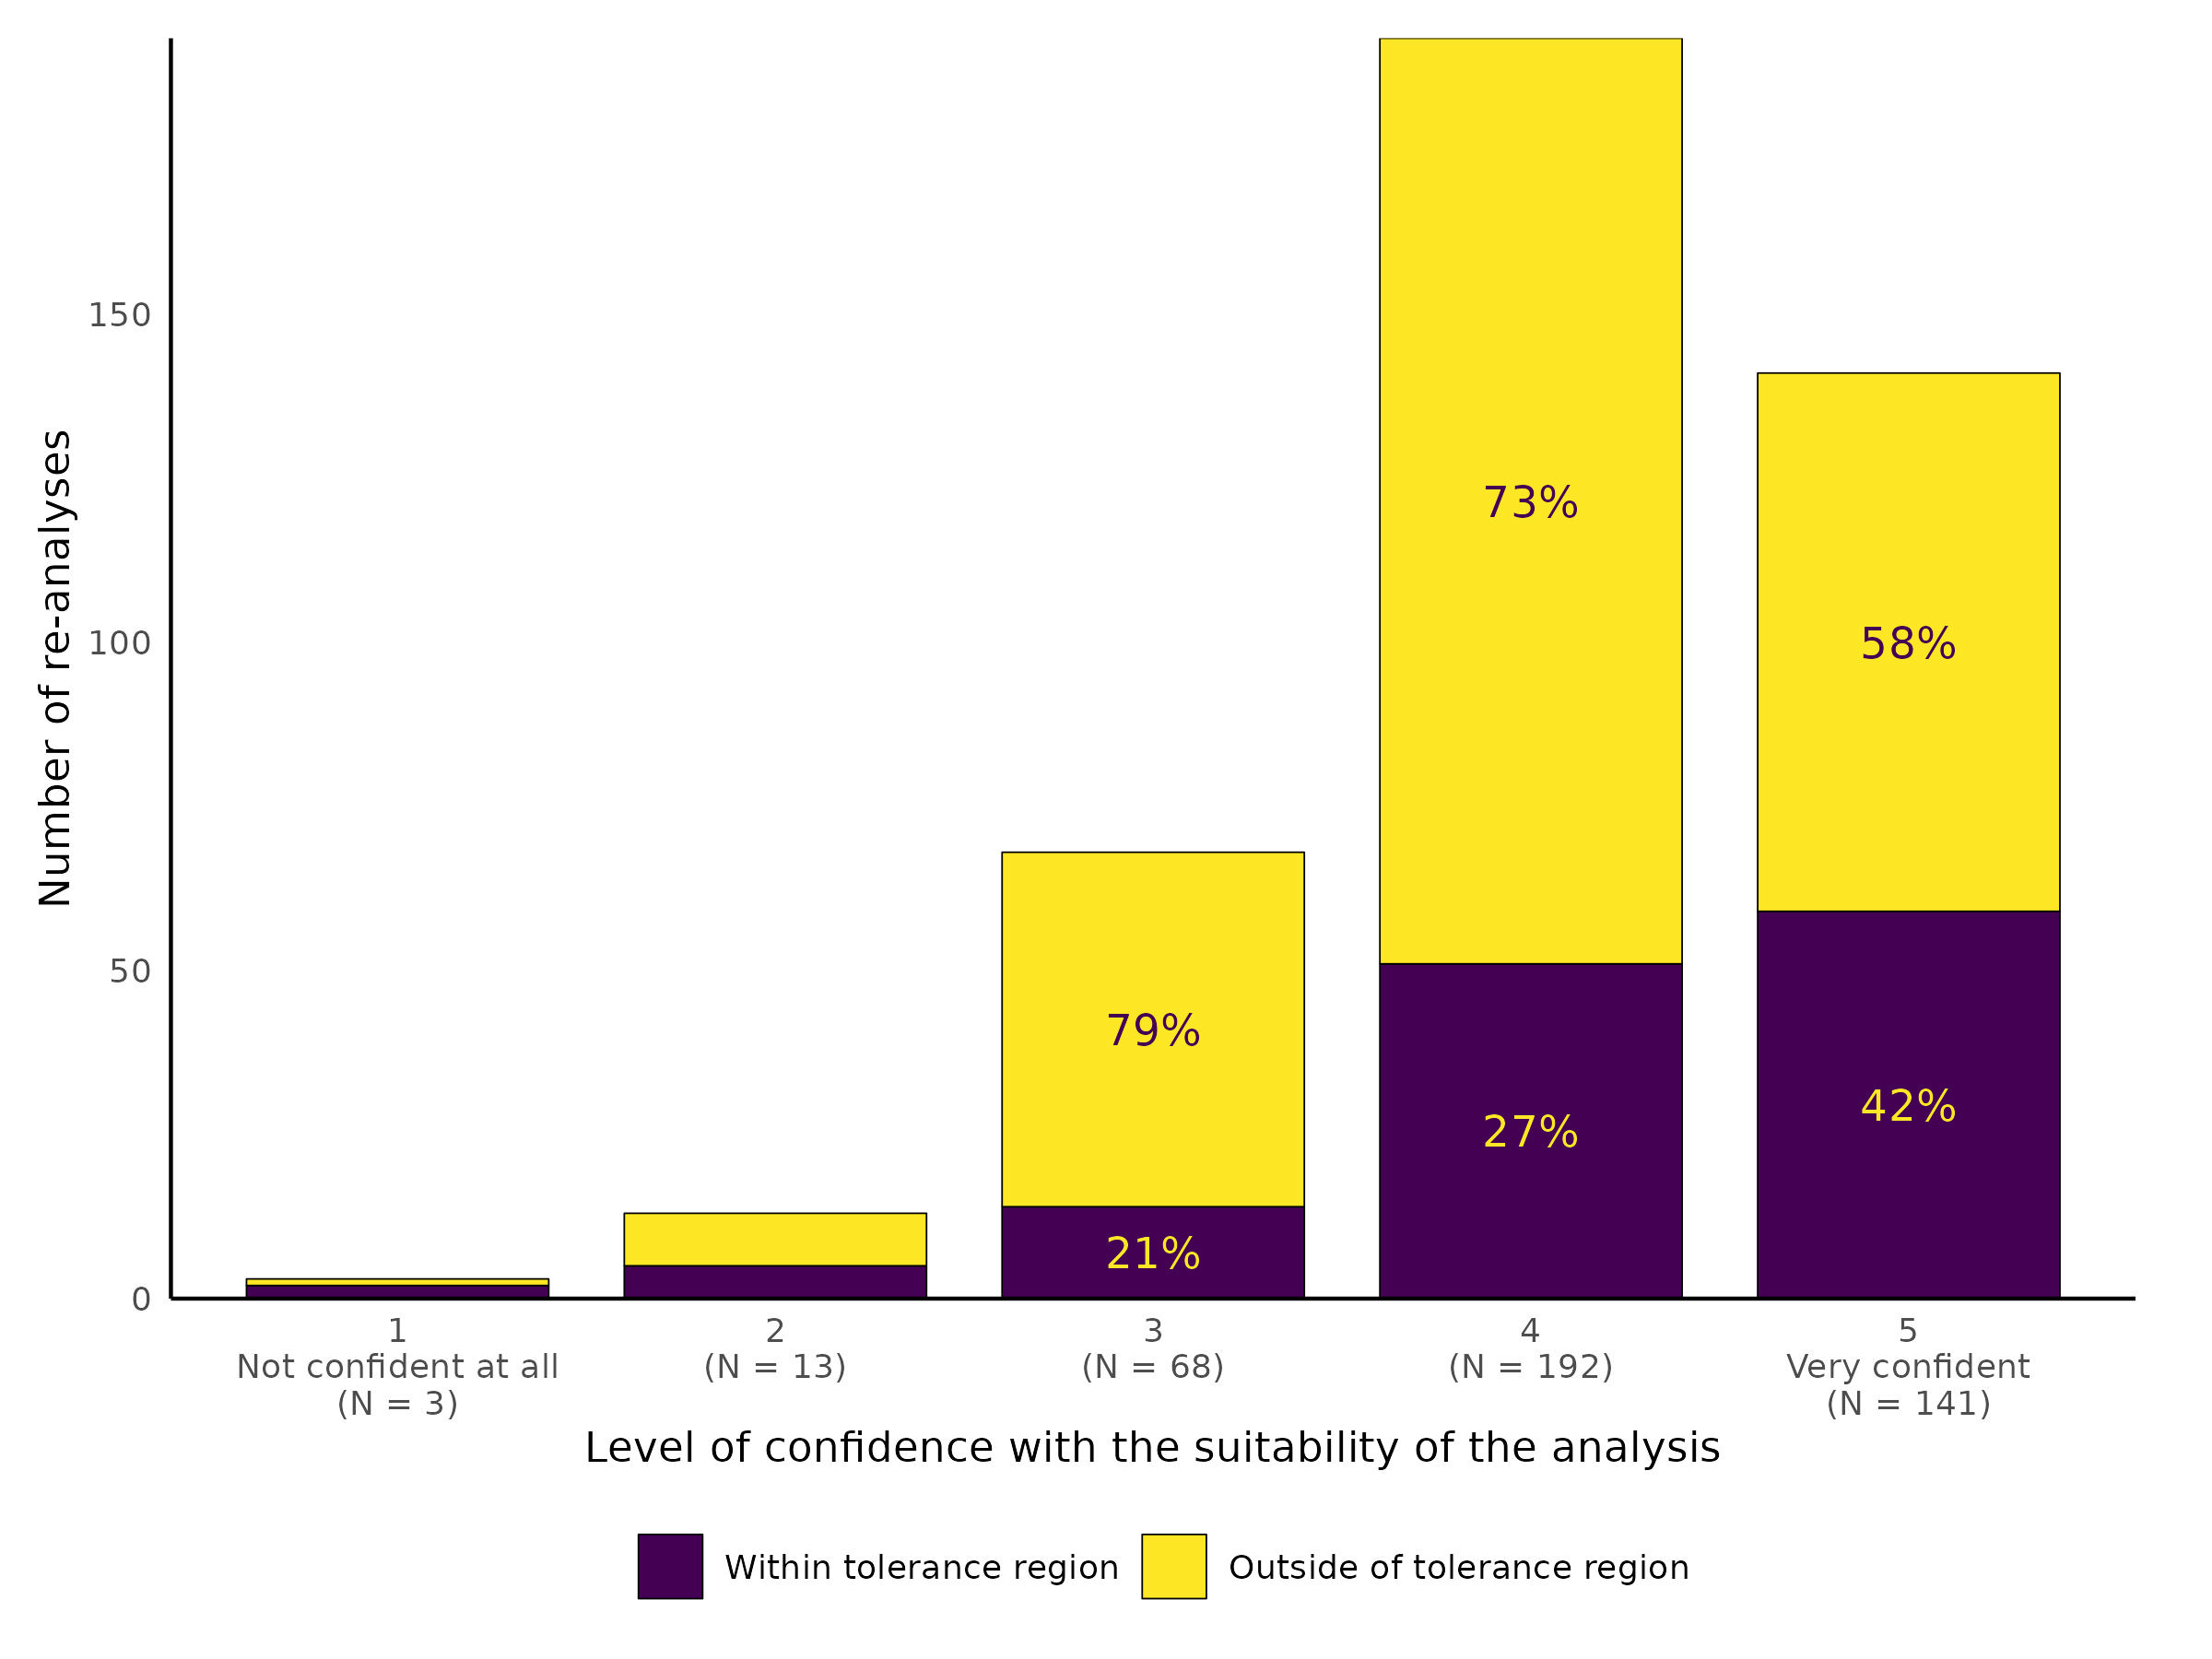 Number of re-analyses
150
100
50
0
73%
58%
79%
27%
42%
21%
1
Not confident at all
(N = 3)
2
(N = 13)
3
(N = 68)
4
(N = 192)
5
Very confident
(N = 141)
Level of confidence with the suitability of the analysis
Within tolerance region
Outside of tolerance region